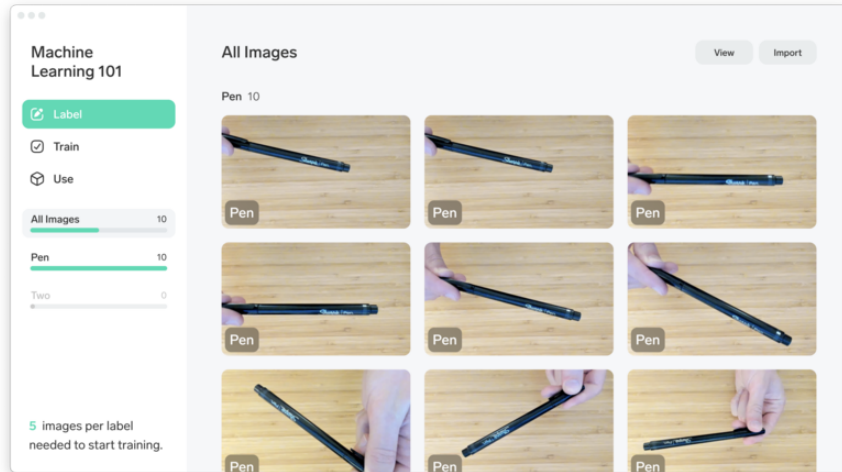 Machine
Learning 101
Label
Train
Use
All Images 10
Pen 10
Two 0
5 images per label
needed to start training.
All Images
View
Import
Pen 10
Pen
Pen
Pen
Pen
Pen
Pen
Pen
Pen
Pen